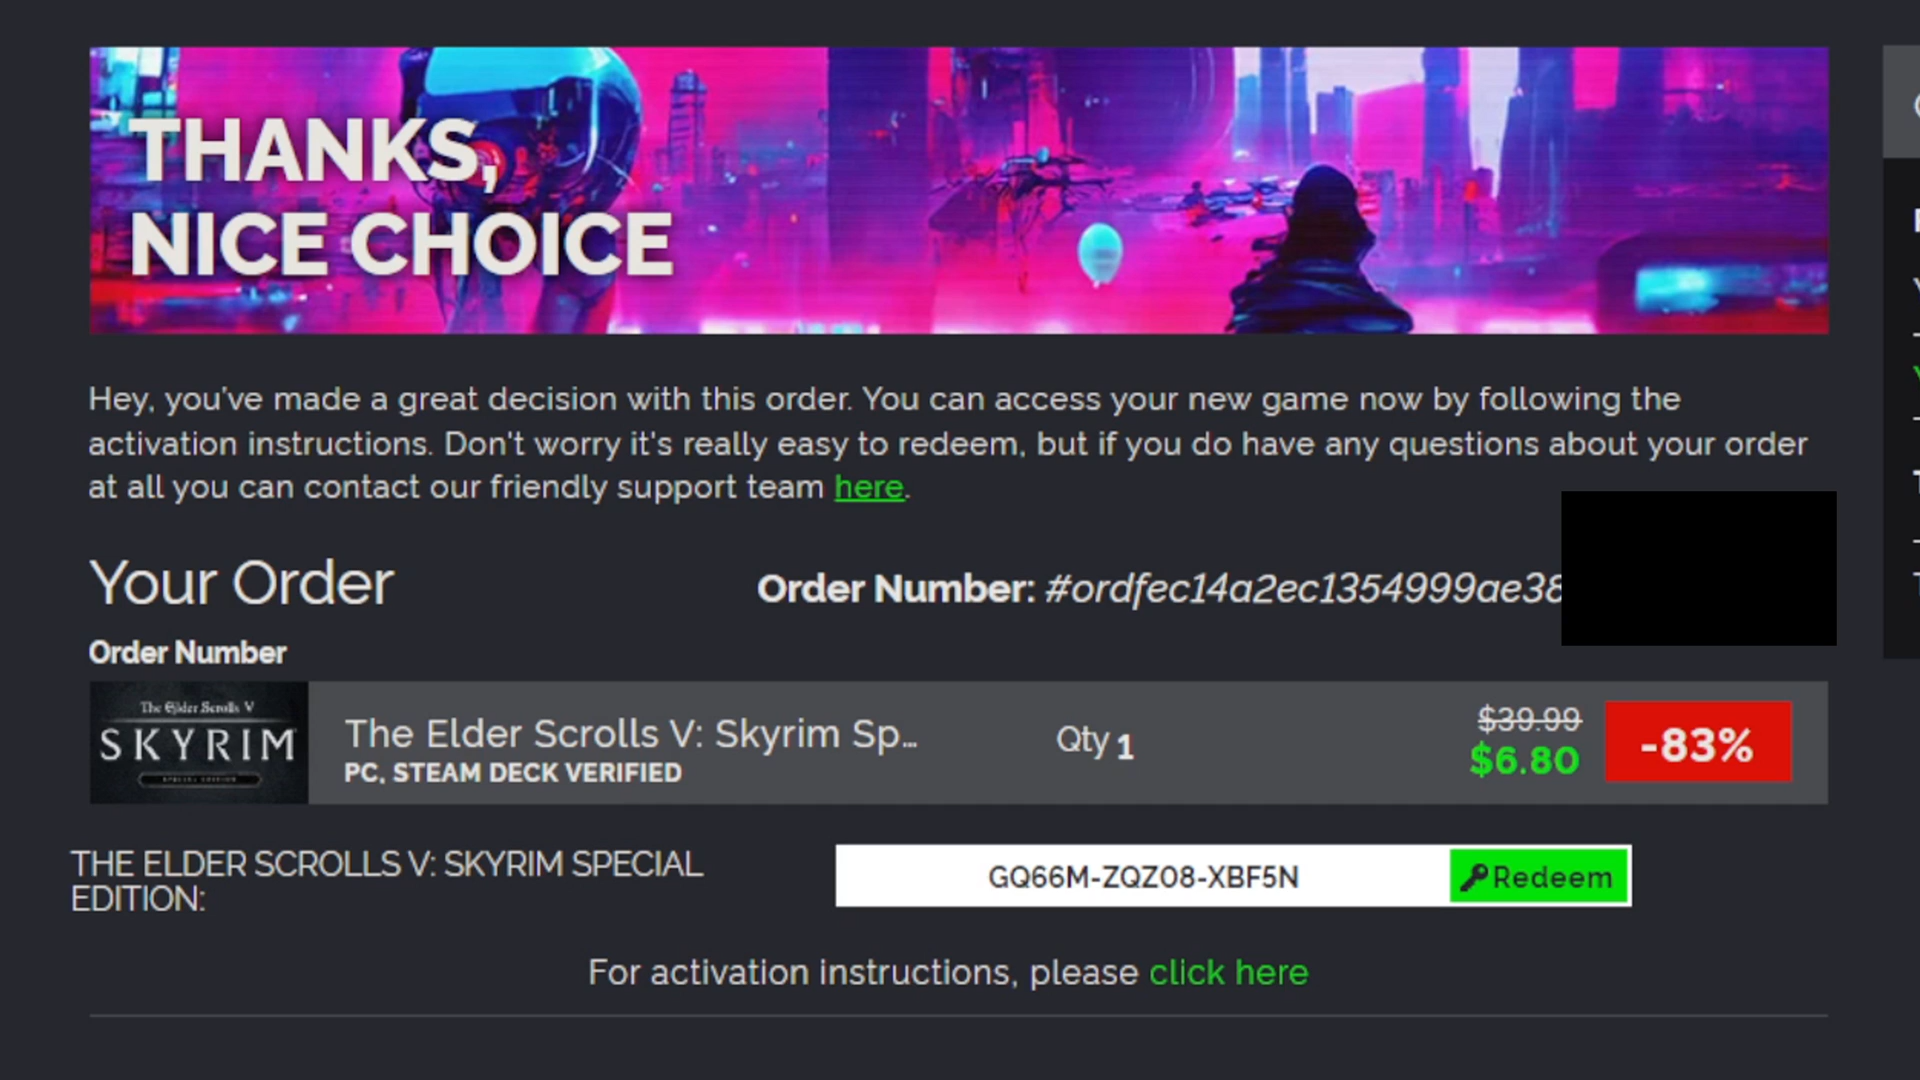 THANKS,
NICE CHOICE
Hey, you've made a great decision with this order. You can access your new game now by following the
activation instructions. Don't worry it's really easy to redeem, but if you do have any questions about your order
at all you can contact our friendly support team here.
Your Order
Order Number: #ordfec14a2ec1354999ae38
Order Number
The Elder Scrolls V
SKYRIM
SPECIAL EDITION
The Elder Scrolls V: Skyrim Sp...
PC, STEAM DECK VERIFIED
Qty 1
$39.99
$6.80
-83%
THE ELDER SCROLLS V: SKYRIM SPECIAL
EDITION:
GQ66M-ZQZ08-XBF5N
Redeem
For activation instructions, please click here